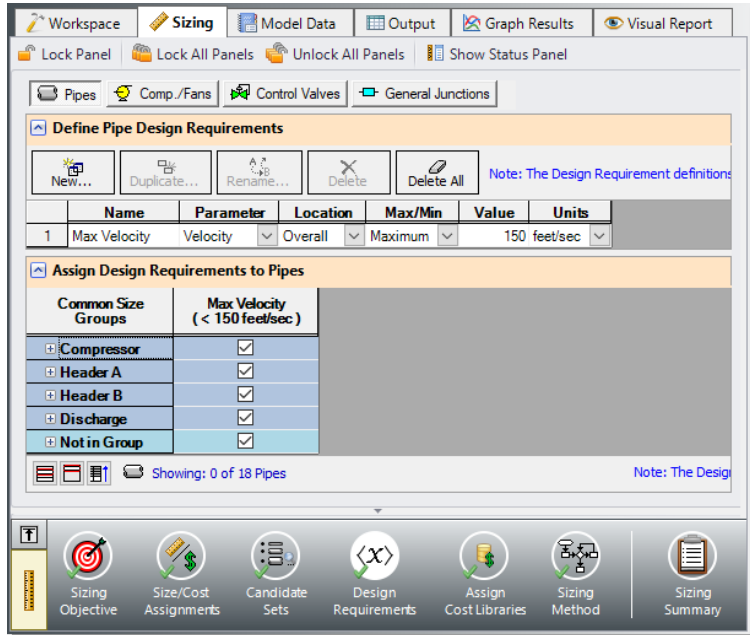 Workspace Sizing Model Data Output Graph Results Visual Report
Lock Panel Lock All Panels Unlock All Panels Show Status Panel
Pipes Comp./Fans Control Valves General Junctions
Define Pipe Design Requirements
New... Duplicate... Rename... Delete Delete All Note: The Design Requirement definitions
Name Parameter Location Max/Min Value Units
1 Max Velocity Velocity Overall Maximum 150 feet/sec
Assign Design Requirements to Pipes
Common Size Groups Max Velocity ( < 150 feet/sec )
Compressor
Header A
Header B
Discharge
Not in Group
Showing: 0 of 18 Pipes Note: The Desig
Sizing Objective Size/Cost Assignments Candidate Sets Design Requirements Assign Cost Libraries Sizing Method Sizing Summary